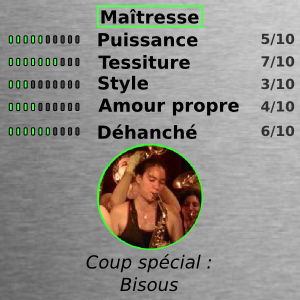 Maîtresse
Puissance 5/10
Tessiture 7/10
Style 3/10
Amour propre 4/10
Déhanché 6/10
Coup spécial :
Bisous